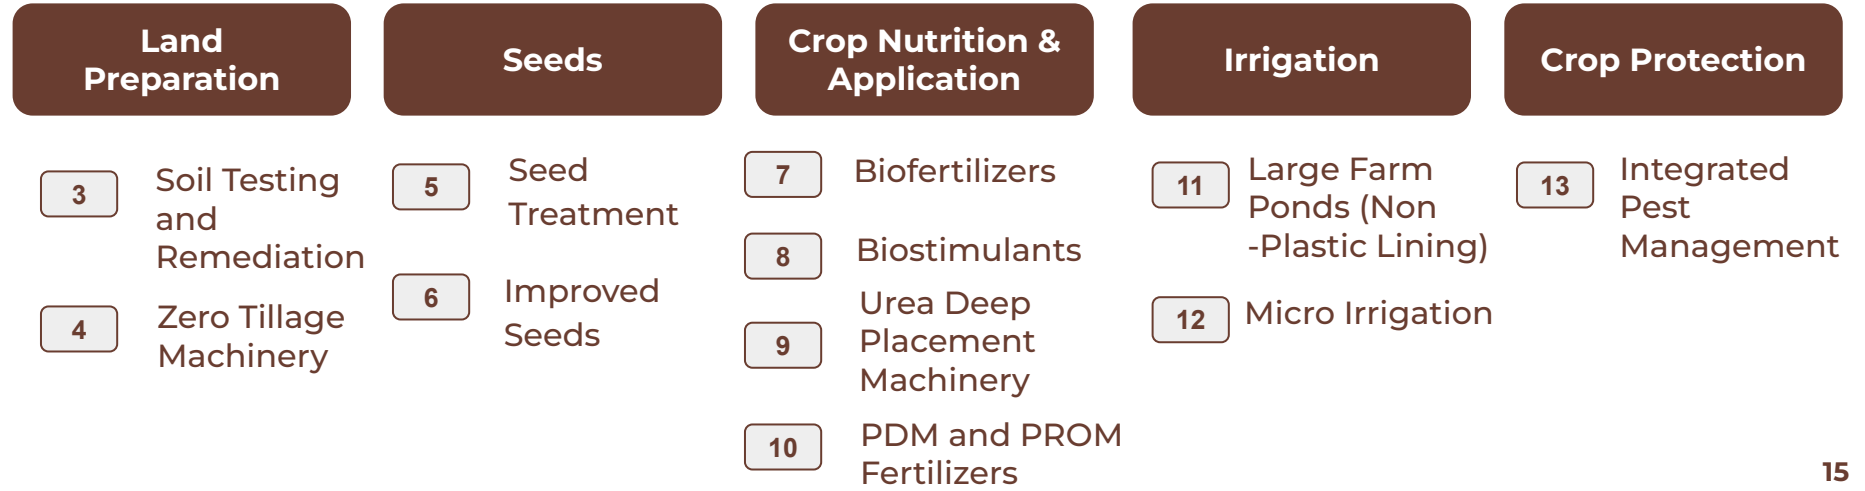 Land
Preparation
Seeds
Crop Nutrition &
Application
Irrigation
Crop Protection
3
Soil Testing
and
Remediation
4
Zero Tillage
Machinery
5
Seed
Treatment
6
Improved
Seeds
7
Biofertilizers
8
Biostimulants
9
Urea Deep
Placement
Machinery
10
PDM and PROM
Fertilizers
11
Large Farm
Ponds (Non
-Plastic Lining)
12
Micro Irrigation
13
Integrated
Pest
Management
15